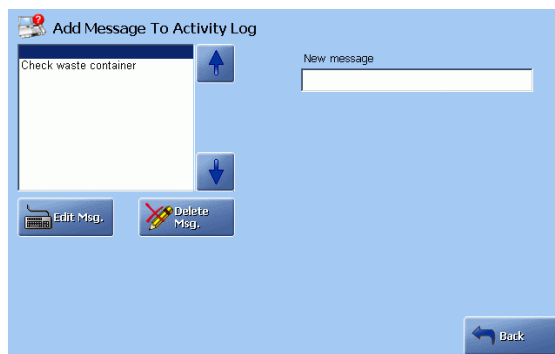 Add Message To Activity Log
Check waste container
New message
Edit Msg.
Delete
Msg.
Back